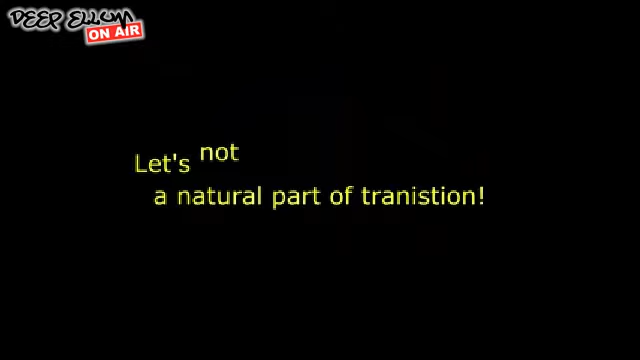 DEEP ELLUM
ON AIR
Let's not
a natural part of tranistion!